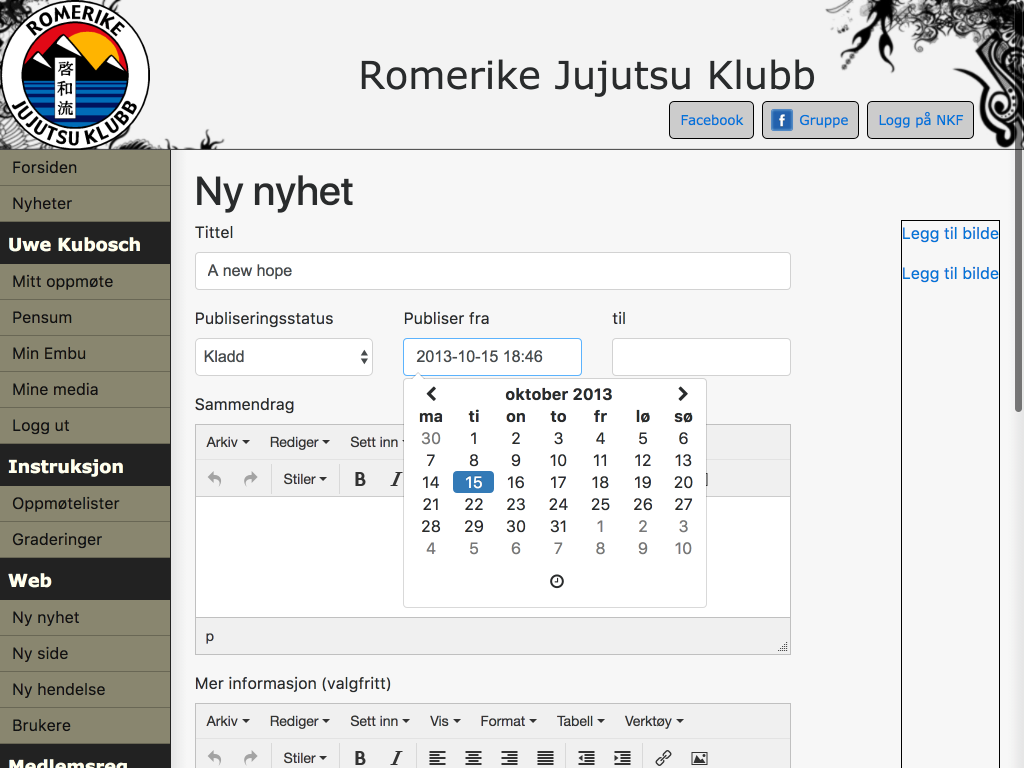 ROMERIKE
啓和流
JUJUTSU KLUBB
Romerike Jujutsu Klubb
Facebook
Gruppe
Logg på NKF
Forsiden
Nyheter
Uwe Kubosch
Mitt oppmøte
Pensum
Min Embu
Mine media
Logg ut
Instruksjon
Oppmøtelister
Graderinger
Web
Ny nyhet
Ny side
Ny hendelse
Brukere
Medlemsreg
Ny nyhet
Tittel
A new hope
Publiseringsstatus Publiser fra til
Kladd 2013-10-15 18:46
oktober 2013
ma ti on to fr lø sø
30 1 2 3 4 5 6
7 8 9 10 11 12 13
14 15 16 17 18 19 20
21 22 23 24 25 26 27
28 29 30 31 1 2 3
4 5 6 7 8 9 10
Sammendrag
Arkiv Rediger Sett inn
Stiler B I
p
Mer informasjon (valgfritt)
Arkiv Rediger Sett inn Vis Format Tabell Verktøy
Stiler B I
Legg til bilde
Legg til bilde